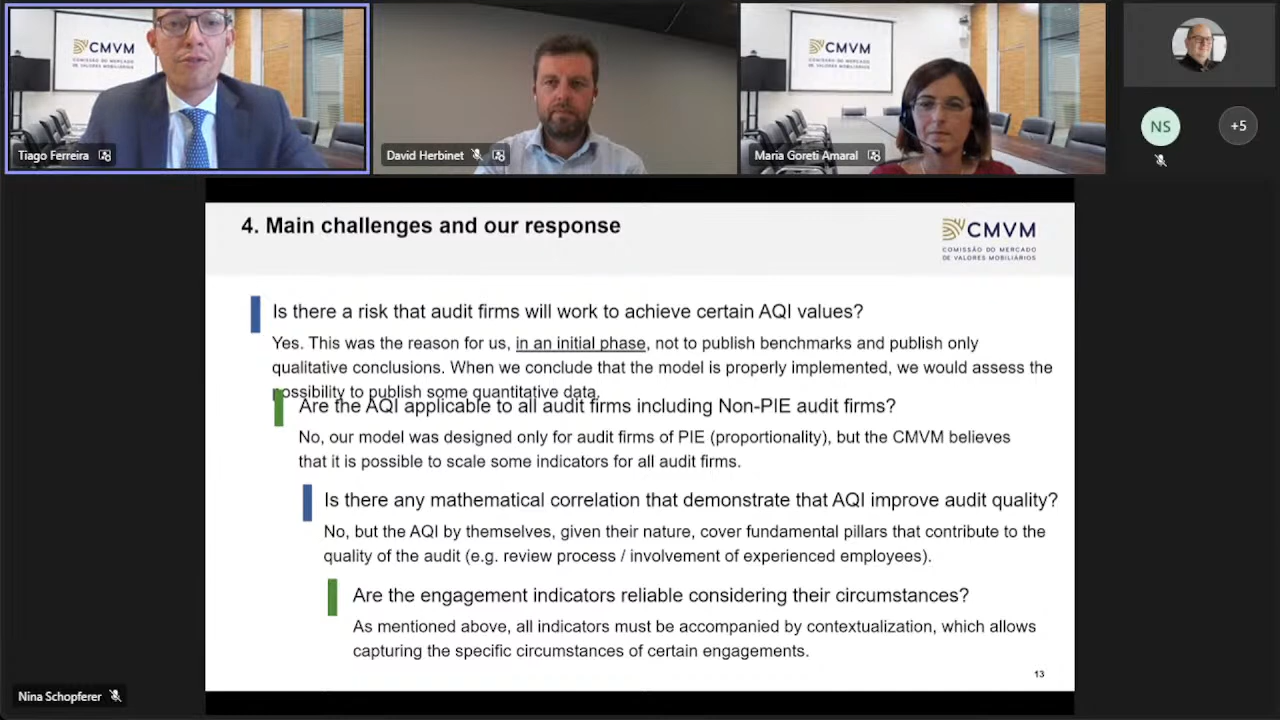 CMVM
COMISSÃO DO MERCADO
DE VALORES MOBILIÁRIOS
Tiago Ferreira
David Herbinet
CMVM
COMISSÃO DO MERCADO
DE VALORES MOBILIÁRIOS
Maria Goreti Amaral
NS
+5
4. Main challenges and our response
CMVM
COMISSÃO DO MERCADO
DE VALORES MOBILIÁRIOS
Is there a risk that audit firms will work to achieve certain AQI values?
Yes. This was the reason for us, in an initial phase, not to publish benchmarks and publish only
qualitative conclusions. When we conclude that the model is properly implemented, we would assess the
possibility to publish some quantitative data.
Are the AQI applicable to all audit firms including Non-PIE audit firms?
No, our model was designed only for audit firms of PIE (proportionality), but the CMVM believes
that it is possible to scale some indicators for all audit firms.
Is there any mathematical correlation that demonstrate that AQI improve audit quality?
No, but the AQI by themselves, given their nature, cover fundamental pillars that contribute to the
quality of the audit (e.g. review process / involvement of experienced employees).
Are the engagement indicators reliable considering their circumstances?
As mentioned above, all indicators must be accompanied by contextualization, which allows
capturing the specific circumstances of certain engagements.
13
Nina Schopferer